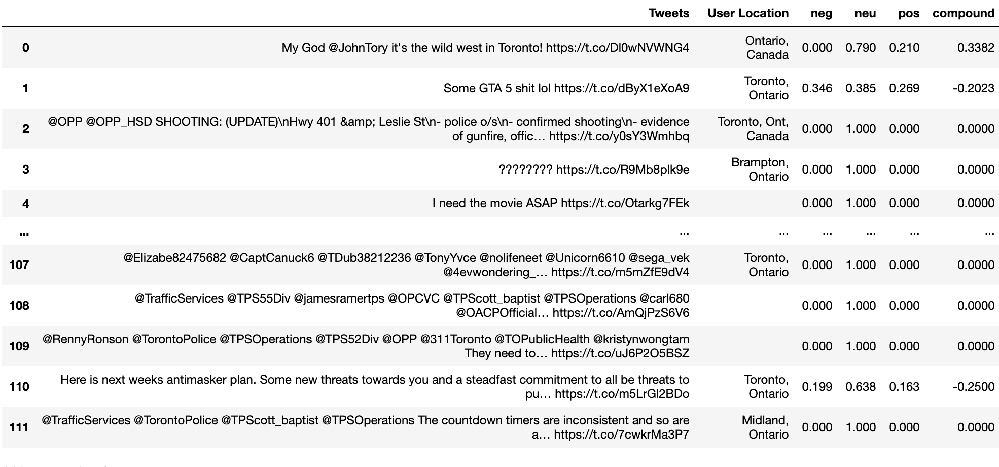 Tweets User Location neg neu pos compound
0 My God @JohnTory it's the wild west in Toronto! https://t.co/Dl0wNVWNG4 Ontario, Canada 0.000 0.790 0.210 0.3382
1 Some GTA 5 shit lol https://t.co/dByX1eXoA9 Toronto, Ontario 0.346 0.385 0.269 -0.2023
2 @OPP @OPP_HSD SHOOTING: (UPDATE)\nHwy 401 &amp; Leslie St\n- police o/s\n- confirmed shooting\n- evidence of gunfire, offic… https://t.co/y0sY3Wmhbq Toronto, Ont, Canada 0.000 1.000 0.000 0.0000
3 ???????? https://t.co/R9Mb8plk9e Brampton, Ontario 0.000 1.000 0.000 0.0000
4 I need the movie ASAP https://t.co/Otarkg7FEk 0.000 1.000 0.000 0.0000
... ... ... ... ... ... ...
107 @Elizabe82475682 @CaptCanuck6 @TDub38212236 @TonyYvce @nolifeneet @Unicorn6610 @sega_vek @4evwondering_… https://t.co/m5mZfE9dV4 Toronto, Ontario 0.000 1.000 0.000 0.0000
108 @TrafficServices @TPS55Div @jamesramertps @OPCVC @TPScott_baptist @TPSOperations @carl680 @OACPOfficial… https://t.co/AmQjPzS6V6 0.000 1.000 0.000 0.0000
109 @RennyRonson @TorontoPolice @TPSOperations @TPS52Div @OPP @311Toronto @TOPublicHealth @kristynwongtam They need to… https://t.co/uJ6P2O5BSZ 0.000 1.000 0.000 0.0000
110 Here is next weeks antimasker plan. Some new threats towards you and a steadfast commitment to all be threats to pu… https://t.co/m5LrGl2BDo Toronto, Ontario 0.199 0.638 0.163 -0.2500
111 @TrafficServices @TorontoPolice @TPScott_baptist @TPSOperations The countdown timers are inconsistent and so are a… https://t.co/7cwkrMa3P7 Midland, Ontario 0.000 1.000 0.000 0.0000